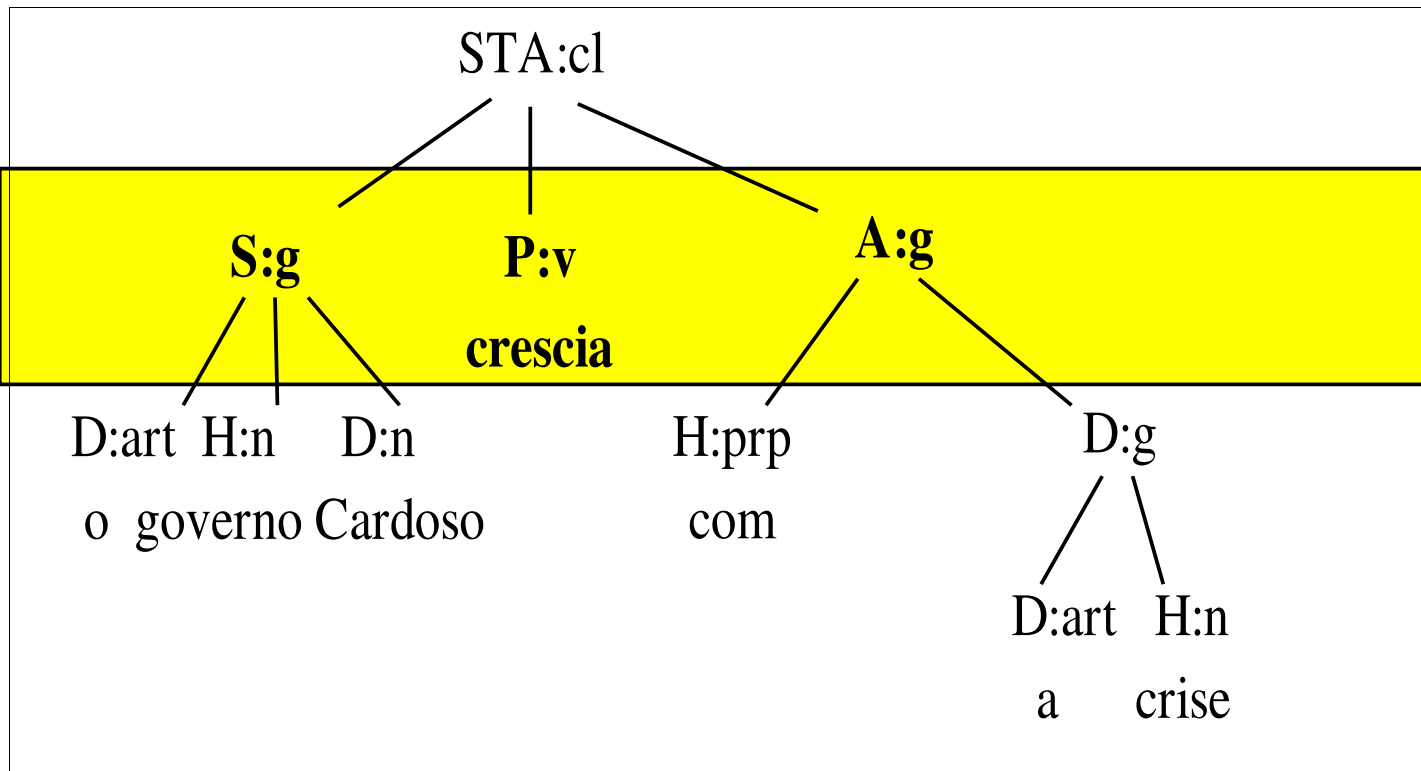 STA:cl
S:g P:v A:g
crescia
D:art H:n D:n H:prp D:g
o governo Cardoso com
D:art H:n
a crise